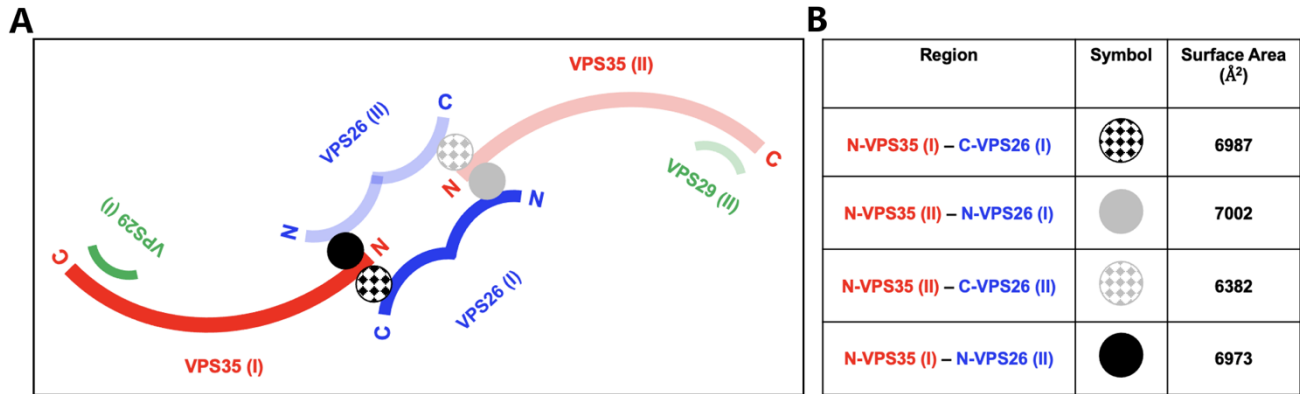 A
VPS35 (II)
C
VPS26 (II)
C
N
VPS29 (II)
N
N
VPS29 (I)
C
N
VPS26 (I)
C
VPS35 (I)
B
Region
Symbol
Surface Area
(Å²)
N-VPS35 (I) – C-VPS26 (I)
6987
N-VPS35 (II) – N-VPS26 (I)
7002
N-VPS35 (II) – C-VPS26 (II)
6382
N-VPS35 (I) – N-VPS26 (II)
6973